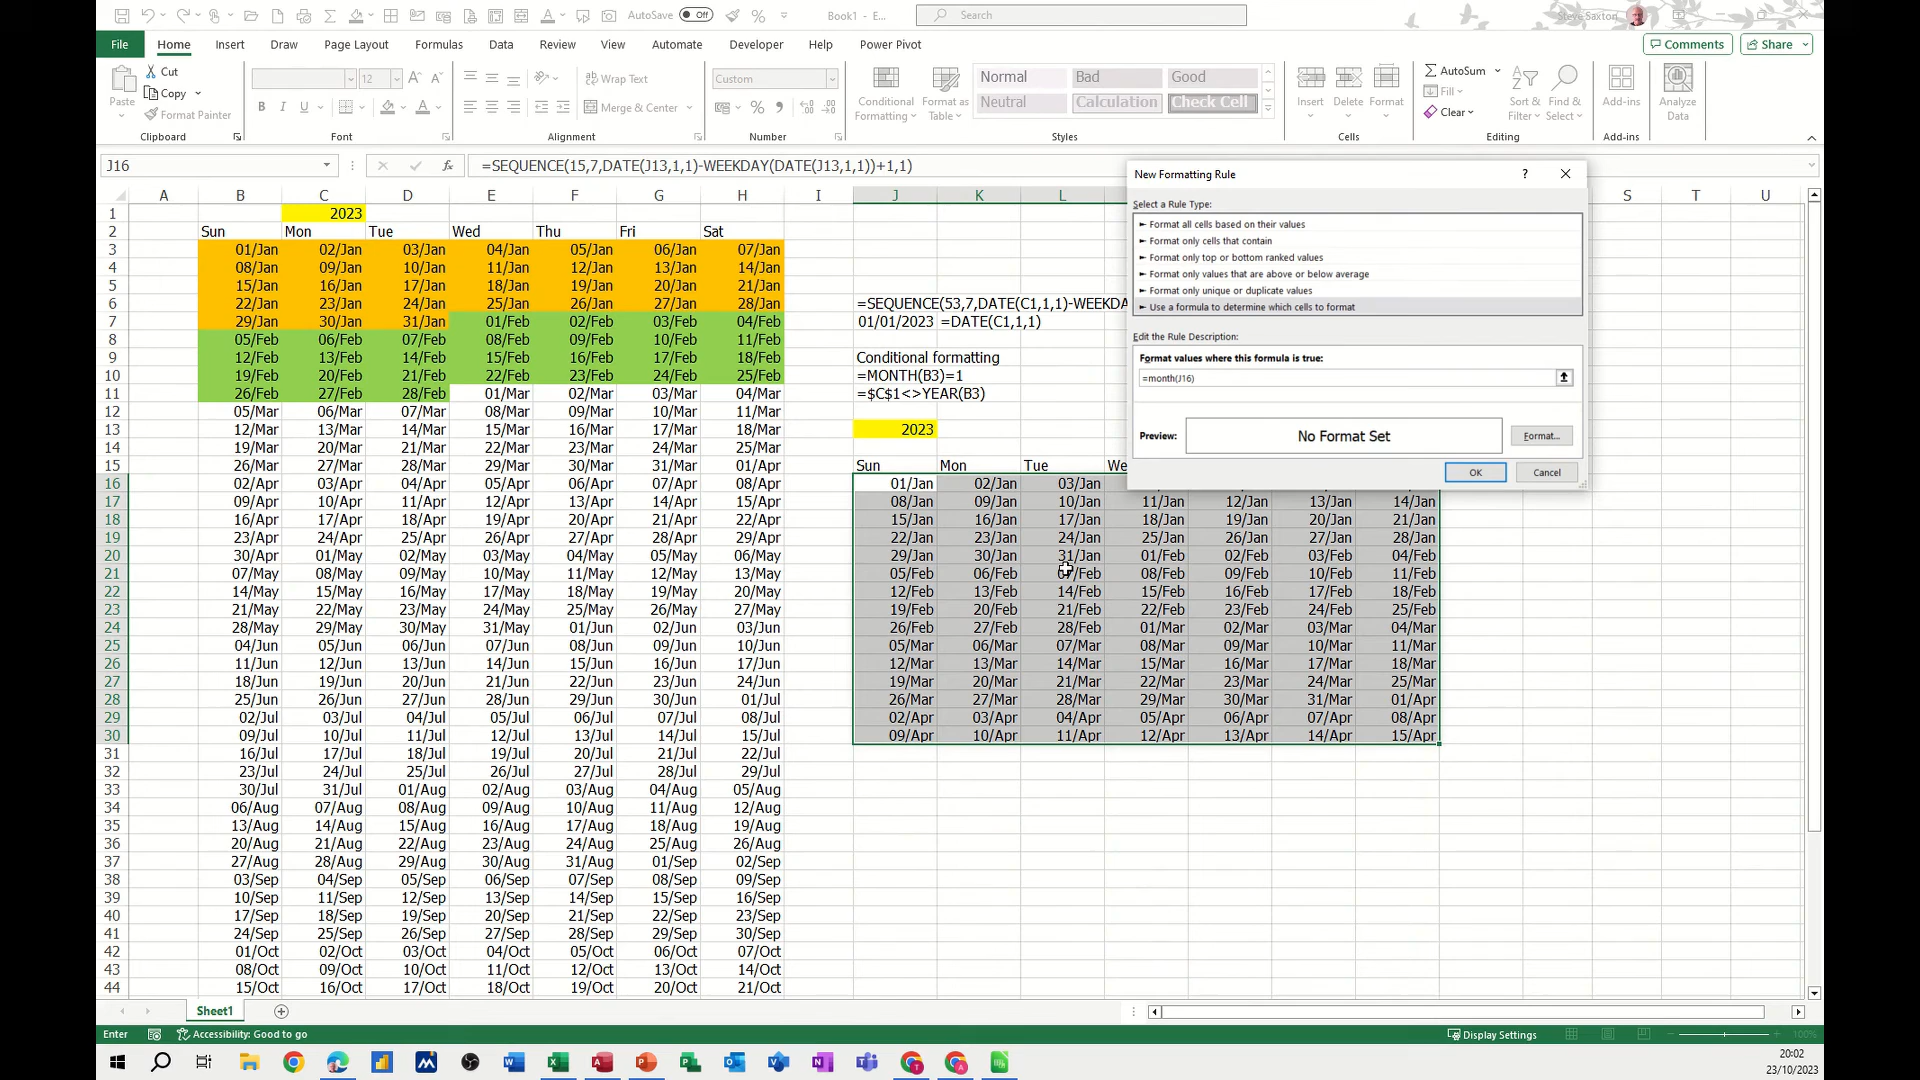 AutoSave Off Book1 - E... Search Steve Saxton
File Home Insert Draw Page Layout Formulas Data Review View Automate Developer Help Power Pivot Comments Share
Paste Cut Copy Format Painter Clipboard
12 Font
Wrap Text Merge & Center Alignment
Custom Number
Conditional Formatting Format as Table Normal Bad Good Neutral Calculation Check Cell Styles
Insert Delete Format Cells
AutoSum Fill Clear Sort & Filter Find & Select Editing
Add-ins Add-ins Analyze Data
J16 fx =SEQUENCE(15,7,DATE(J13,1,1)-WEEKDAY(DATE(J13,1,1))+1,1)
A B C D E F G H I J K L S T U
1 2023
2 Sun Mon Tue Wed Thu Fri Sat
3 01/Jan 02/Jan 03/Jan 04/Jan 05/Jan 06/Jan 07/Jan
4 08/Jan 09/Jan 10/Jan 11/Jan 12/Jan 13/Jan 14/Jan
5 15/Jan 16/Jan 17/Jan 18/Jan 19/Jan 20/Jan 21/Jan
6 22/Jan 23/Jan 24/Jan 25/Jan 26/Jan 27/Jan 28/Jan =SEQUENCE(53,7,DATE(C1,1,1)-WEEKDA
7 29/Jan 30/Jan 31/Jan 01/Feb 02/Feb 03/Feb 04/Feb 01/01/2023 =DATE(C1,1,1)
8 05/Feb 06/Feb 07/Feb 08/Feb 09/Feb 10/Feb 11/Feb
9 12/Feb 13/Feb 14/Feb 15/Feb 16/Feb 17/Feb 18/Feb Conditional formatting
10 19/Feb 20/Feb 21/Feb 22/Feb 23/Feb 24/Feb 25/Feb =MONTH(B3)=1
11 26/Feb 27/Feb 28/Feb 01/Mar 02/Mar 03/Mar 04/Mar =$C$1<>YEAR(B3)
12 05/Mar 06/Mar 07/Mar 08/Mar 09/Mar 10/Mar 11/Mar
13 12/Mar 13/Mar 14/Mar 15/Mar 16/Mar 17/Mar 18/Mar 2023
14 19/Mar 20/Mar 21/Mar 22/Mar 23/Mar 24/Mar 25/Mar
15 26/Mar 27/Mar 28/Mar 29/Mar 30/Mar 31/Mar 01/Apr Sun Mon Tue We
16 02/Apr 03/Apr 04/Apr 05/Apr 06/Apr 07/Apr 08/Apr 01/Jan 02/Jan 03/Jan
17 09/Apr 10/Apr 11/Apr 12/Apr 13/Apr 14/Apr 15/Apr 08/Jan 09/Jan 10/Jan 11/Jan 12/Jan 13/Jan 14/Jan
18 16/Apr 17/Apr 18/Apr 19/Apr 20/Apr 21/Apr 22/Apr 15/Jan 16/Jan 17/Jan 18/Jan 19/Jan 20/Jan 21/Jan
19 23/Apr 24/Apr 25/Apr 26/Apr 27/Apr 28/Apr 29/Apr 22/Jan 23/Jan 24/Jan 25/Jan 26/Jan 27/Jan 28/Jan
20 30/Apr 01/May 02/May 03/May 04/May 05/May 06/May 29/Jan 30/Jan 31/Jan 01/Feb 02/Feb 03/Feb 04/Feb
21 07/May 08/May 09/May 10/May 11/May 12/May 13/May 05/Feb 06/Feb 07/Feb 08/Feb 09/Feb 10/Feb 11/Feb
22 14/May 15/May 16/May 17/May 18/May 19/May 20/May 12/Feb 13/Feb 14/Feb 15/Feb 16/Feb 17/Feb 18/Feb
23 21/May 22/May 23/May 24/May 25/May 26/May 27/May 19/Feb 20/Feb 21/Feb 22/Feb 23/Feb 24/Feb 25/Feb
24 28/May 29/May 30/May 31/May 01/Jun 02/Jun 03/Jun 26/Feb 27/Feb 28/Feb 01/Mar 02/Mar 03/Mar 04/Mar
25 04/Jun 05/Jun 06/Jun 07/Jun 08/Jun 09/Jun 10/Jun 05/Mar 06/Mar 07/Mar 08/Mar 09/Mar 10/Mar 11/Mar
26 11/Jun 12/Jun 13/Jun 14/Jun 15/Jun 16/Jun 17/Jun 12/Mar 13/Mar 14/Mar 15/Mar 16/Mar 17/Mar 18/Mar
27 18/Jun 19/Jun 20/Jun 21/Jun 22/Jun 23/Jun 24/Jun 19/Mar 20/Mar 21/Mar 22/Mar 23/Mar 24/Mar 25/Mar
28 25/Jun 26/Jun 27/Jun 28/Jun 29/Jun 30/Jun 01/Jul 26/Mar 27/Mar 28/Mar 29/Mar 30/Mar 31/Mar 01/Apr
29 02/Jul 03/Jul 04/Jul 05/Jul 06/Jul 07/Jul 08/Jul 02/Apr 03/Apr 04/Apr 05/Apr 06/Apr 07/Apr 08/Apr
30 09/Jul 10/Jul 11/Jul 12/Jul 13/Jul 14/Jul 15/Jul 09/Apr 10/Apr 11/Apr 12/Apr 13/Apr 14/Apr 15/Apr
31 16/Jul 17/Jul 18/Jul 19/Jul 20/Jul 21/Jul 22/Jul
32 23/Jul 24/Jul 25/Jul 26/Jul 27/Jul 28/Jul 29/Jul
33 30/Jul 31/Jul 01/Aug 02/Aug 03/Aug 04/Aug 05/Aug
34 06/Aug 07/Aug 08/Aug 09/Aug 10/Aug 11/Aug 12/Aug
35 13/Aug 14/Aug 15/Aug 16/Aug 17/Aug 18/Aug 19/Aug
36 20/Aug 21/Aug 22/Aug 23/Aug 24/Aug 25/Aug 26/Aug
37 27/Aug 28/Aug 29/Aug 30/Aug 31/Aug 01/Sep 02/Sep
38 03/Sep 04/Sep 05/Sep 06/Sep 07/Sep 08/Sep 09/Sep
39 10/Sep 11/Sep 12/Sep 13/Sep 14/Sep 15/Sep 16/Sep
40 17/Sep 18/Sep 19/Sep 20/Sep 21/Sep 22/Sep 23/Sep
41 24/Sep 25/Sep 26/Sep 27/Sep 28/Sep 29/Sep 30/Sep
42 01/Oct 02/Oct 03/Oct 04/Oct 05/Oct 06/Oct 07/Oct
43 08/Oct 09/Oct 10/Oct 11/Oct 12/Oct 13/Oct 14/Oct
44 15/Oct 16/Oct 17/Oct 18/Oct 19/Oct 20/Oct 21/Oct
New Formatting Rule ?
Select a Rule Type:
► Format all cells based on their values
► Format only cells that contain
► Format only top or bottom ranked values
► Format only values that are above or below average
► Format only unique or duplicate values
► Use a formula to determine which cells to format
Edit the Rule Description:
Format values where this formula is true:
=month(J16)
Preview: No Format Set Format...
OK Cancel
Sheet1
Enter Accessibility: Good to go Display Settings 100%
20:02
23/10/2023